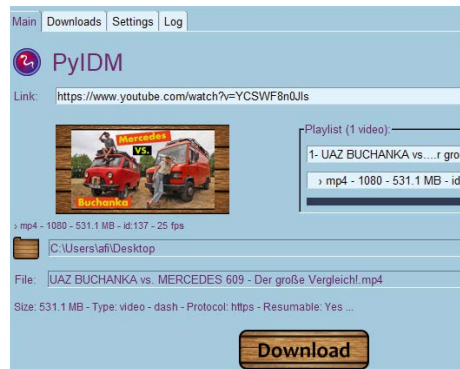 Main Downloads Settings Log
PyIDM
Link: https://www.youtube.com/watch?v=YCSWF8n0JIs
Mercedes
VS.
Buchanka
Playlist (1 video):
1- UAZ BUCHANKA vs....r gro
› mp4 - 1080 - 531.1 MB - id
› mp4 - 1080 - 531.1 MB - id:137 - 25 fps
C:\Users\afi\Desktop
File: UAZ BUCHANKA vs. MERCEDES 609 - Der große Vergleich!.mp4
Size: 531.1 MB - Type: video - dash - Protocol: https - Resumable: Yes ...
Download